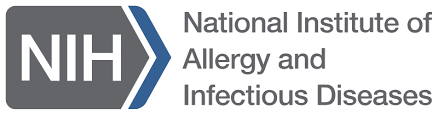 NIH
National Institute of
Allergy and
Infectious Diseases